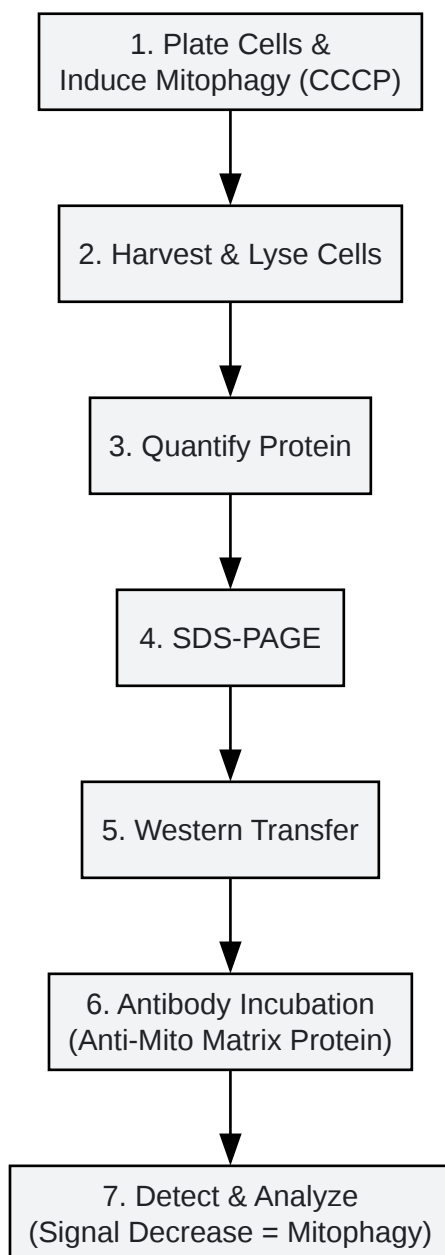 1. Plate Cells &
Induce Mitophagy (CCCP)
2. Harvest & Lyse Cells
3. Quantify Protein
4. SDS-PAGE
5. Western Transfer
6. Antibody Incubation
(Anti-Mito Matrix Protein)
7. Detect & Analyze
(Signal Decrease = Mitophagy)